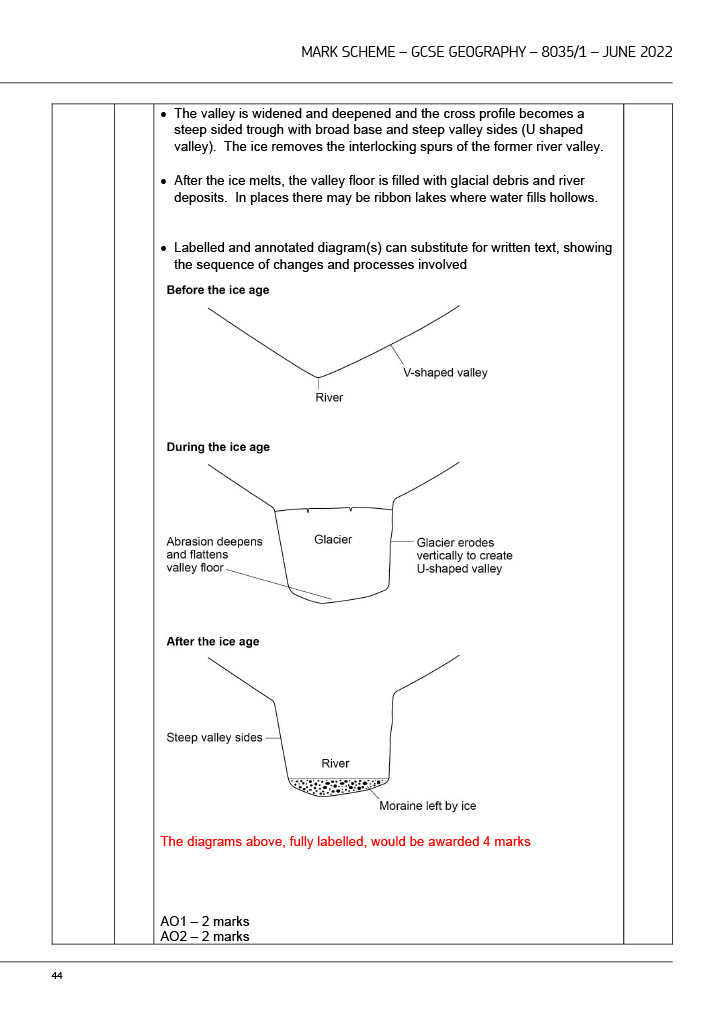 MARK SCHEME – GCSE GEOGRAPHY – 8035/1 – JUNE 2022
• The valley is widened and deepened and the cross profile becomes a
steep sided trough with broad base and steep valley sides (U shaped
valley).  The ice removes the interlocking spurs of the former river valley.
• After the ice melts, the valley floor is filled with glacial debris and river
deposits.  In places there may be ribbon lakes where water fills hollows.
• Labelled and annotated diagram(s) can substitute for written text, showing
the sequence of changes and processes involved
Before the ice age
V-shaped valley
River
During the ice age
Glacier
Abrasion deepens
and flattens
valley floor
Glacier erodes
vertically to create
U-shaped valley
After the ice age
Steep valley sides
River
Moraine left by ice
The diagrams above, fully labelled, would be awarded 4 marks
AO1 – 2 marks
AO2 – 2 marks
44